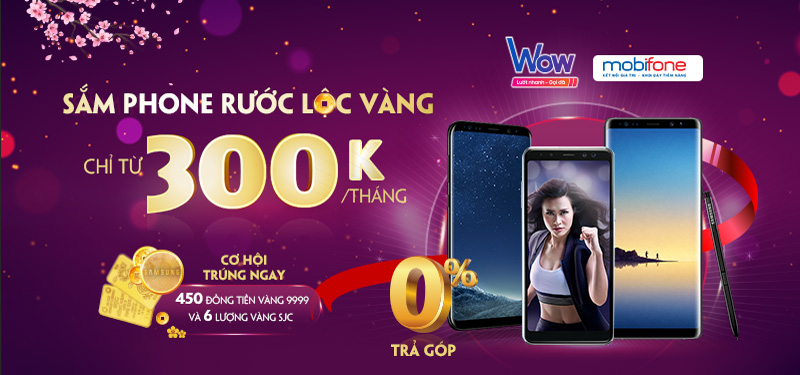 Wow
Lướt nhanh - Gọi đã
mobifone
KẾT NỐI GIÁ TRỊ - KHƠI DẬY TIỀM NĂNG
SẮM PHONE RƯỚC LỘC VÀNG
CHỈ TỪ 300K
/THÁNG
CƠ HỘI
TRÚNG NGAY
SAMSUNG
450 ĐỒNG TIỀN VÀNG 9999
VÀ 6 LƯỢNG VÀNG SJC
0%
TRẢ GÓP